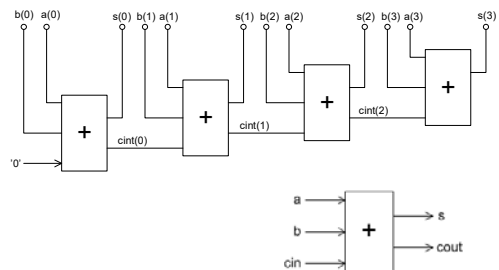 b(0) a(0) s(0) b(1) a(1) s(1) b(2) a(2) s(2) b(3) a(3) s(3)
+
+
+
+
cint(0)
cint(1)
cint(2)
'0'
a
b
cin
+
s
cout